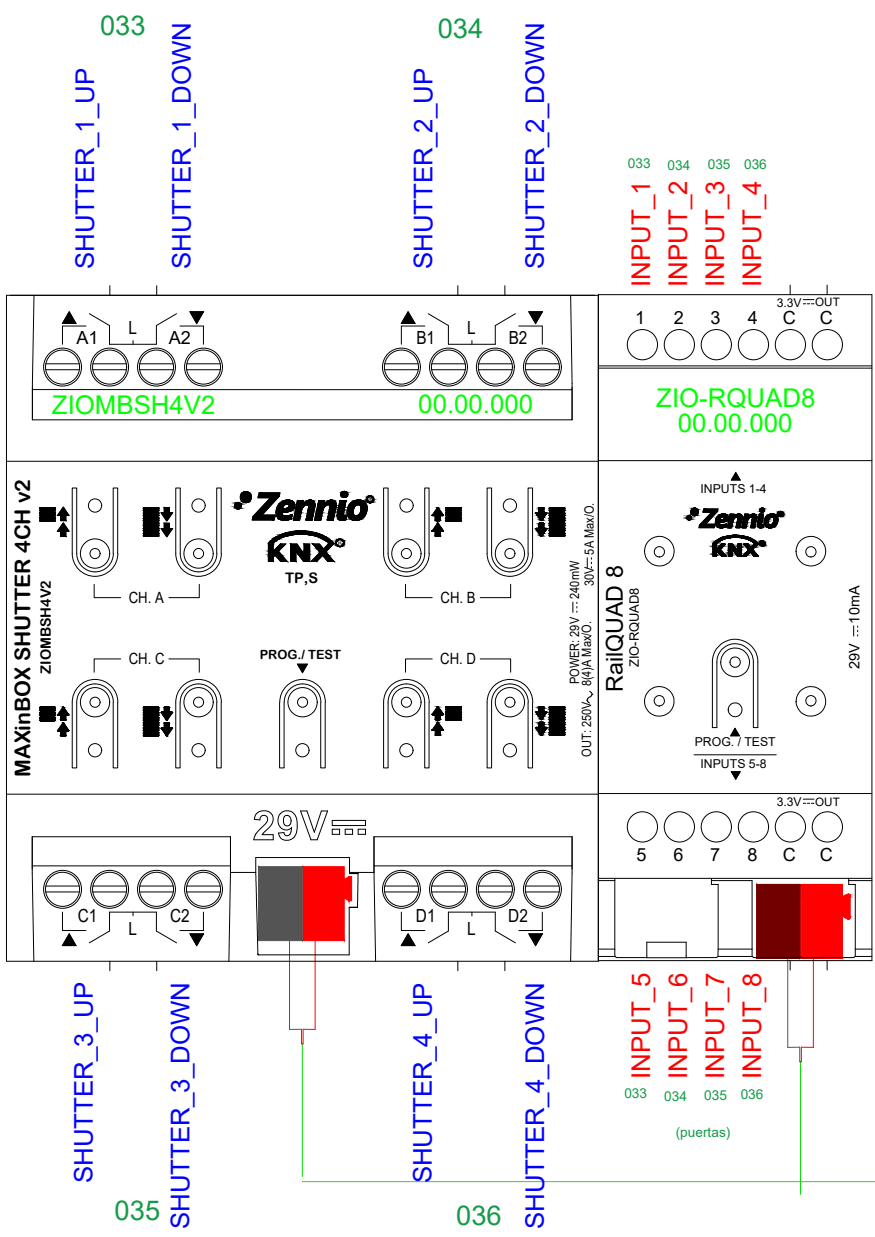 033
034
SHUTTER_1_UP
SHUTTER_1_DOWN
SHUTTER_2_UP
SHUTTER_2_DOWN
033 034 035 036
INPUT_1
INPUT_2
INPUT_3
INPUT_4
A1 L A2
B1 L B2
3.3V OUT
1 2 3 4 C C
ZIOMBSH4V2 00.00.000
ZIO-RQUAD8
00.00.000
MAXinBOX SHUTTER 4CH v2
ZIOMBSH4V2
Zennio
KNX
TP,S
CH. A
CH. B
CH. C
PROG./ TEST
CH. D
POWER: 29V 240mW
OUT: 250V 8(4)A Max/O. 30V 5A Max/O.
INPUTS 1-4
Zennio
KNX
RailQUAD 8
ZIO-RQUAD8
29V 10mA
PROG. / TEST
INPUTS 5-8
29V
3.3V OUT
5 6 7 8 C C
C1 L C2
D1 L D2
SHUTTER_3_UP
SHUTTER_3_DOWN
SHUTTER_4_UP
SHUTTER_4_DOWN
INPUT_5
INPUT_6
INPUT_7
INPUT_8
033 034 035 036
(puertas)
035
036